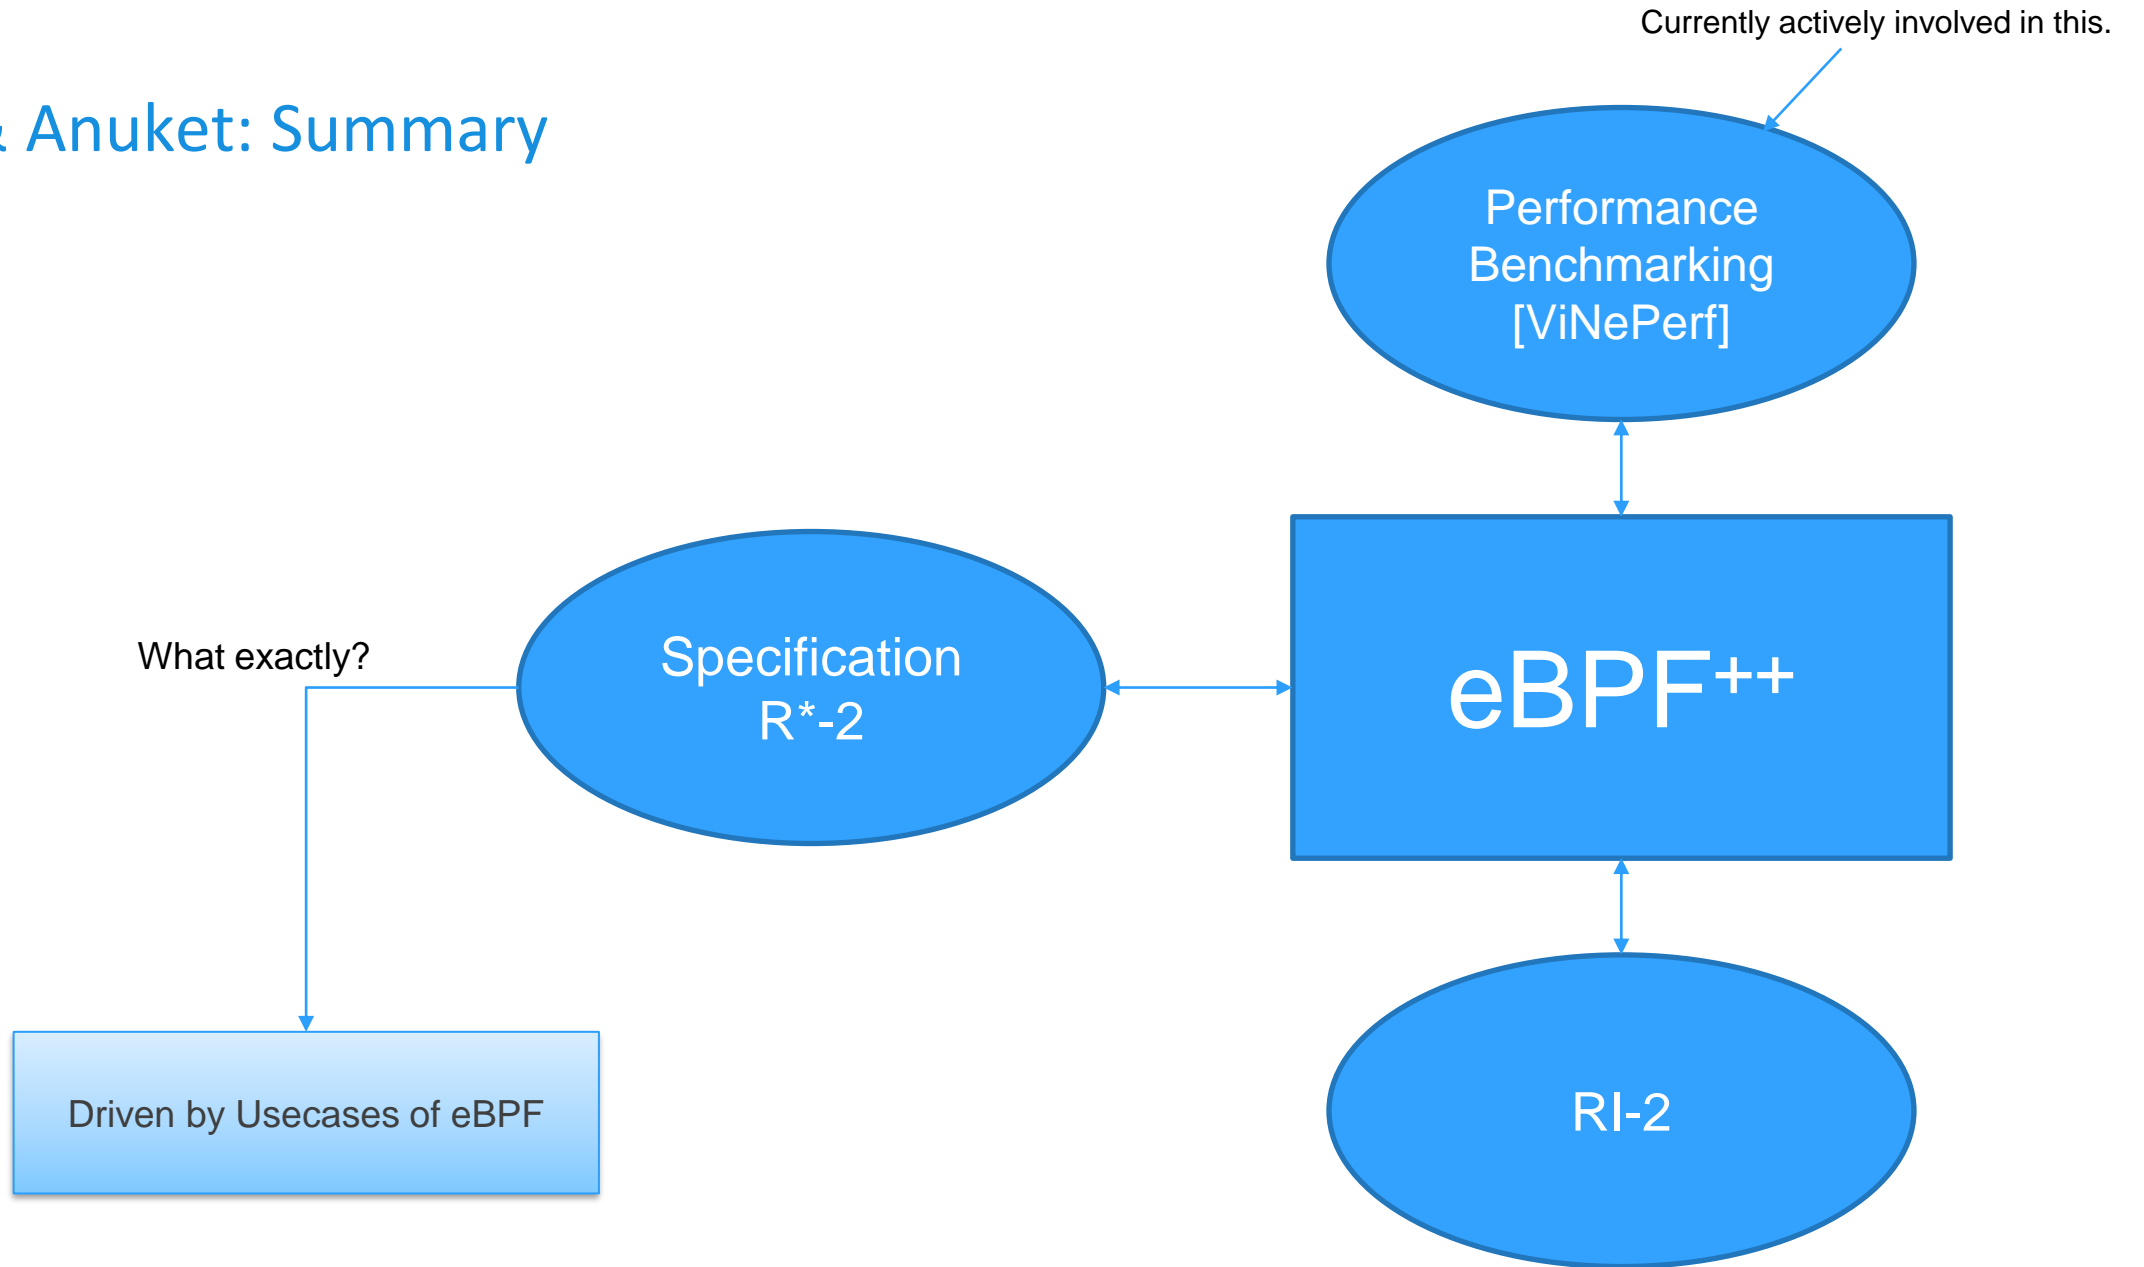 Currently actively involved in this.
& Anuket: Summary
Performance
Benchmarking
[ViNePerf]
What exactly?
Specification
R*-2
eBPF++
Driven by Usecases of eBPF
RI-2